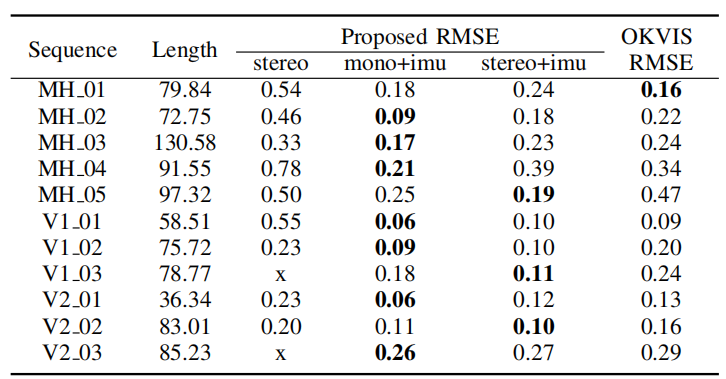 Sequence Length Proposed RMSE OKVIS RMSE
stereo mono+imu stereo+imu
MH_01 79.84 0.54 0.18 0.24 0.16
MH_02 72.75 0.46 0.09 0.18 0.22
MH_03 130.58 0.33 0.17 0.23 0.24
MH_04 91.55 0.78 0.21 0.39 0.34
MH_05 97.32 0.50 0.25 0.19 0.47
V1_01 58.51 0.55 0.06 0.10 0.09
V1_02 75.72 0.23 0.09 0.10 0.20
V1_03 78.77 x 0.18 0.11 0.24
V2_01 36.34 0.23 0.06 0.12 0.13
V2_02 83.01 0.20 0.11 0.10 0.16
V2_03 85.23 x 0.26 0.27 0.29